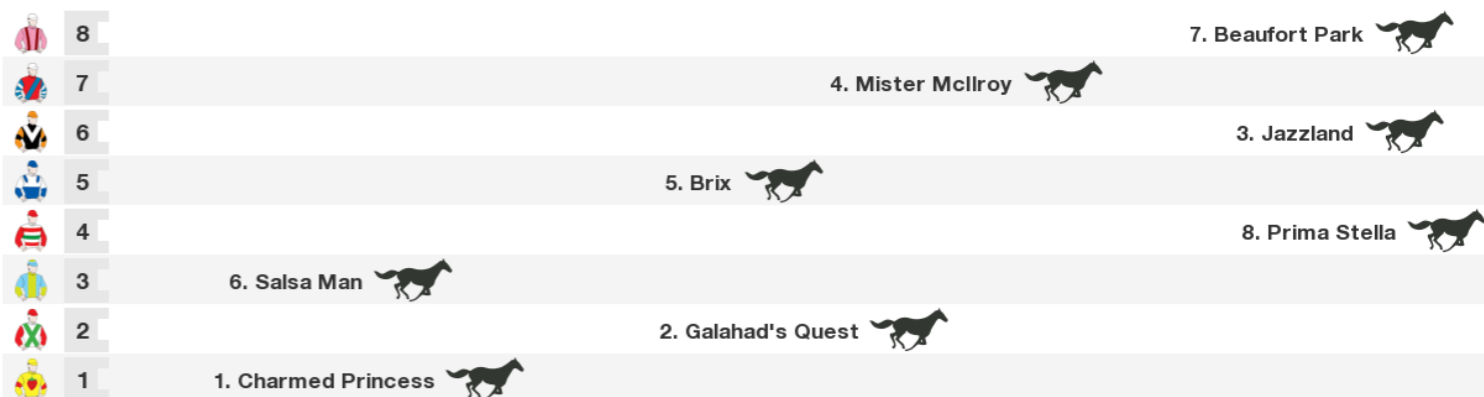 8 7. Beaufort Park
7 4. Mister McIlroy
6 3. Jazzland
5 5. Brix
4 8. Prima Stella
3 6. Salsa Man
2 2. Galahad's Quest
1 1. Charmed Princess